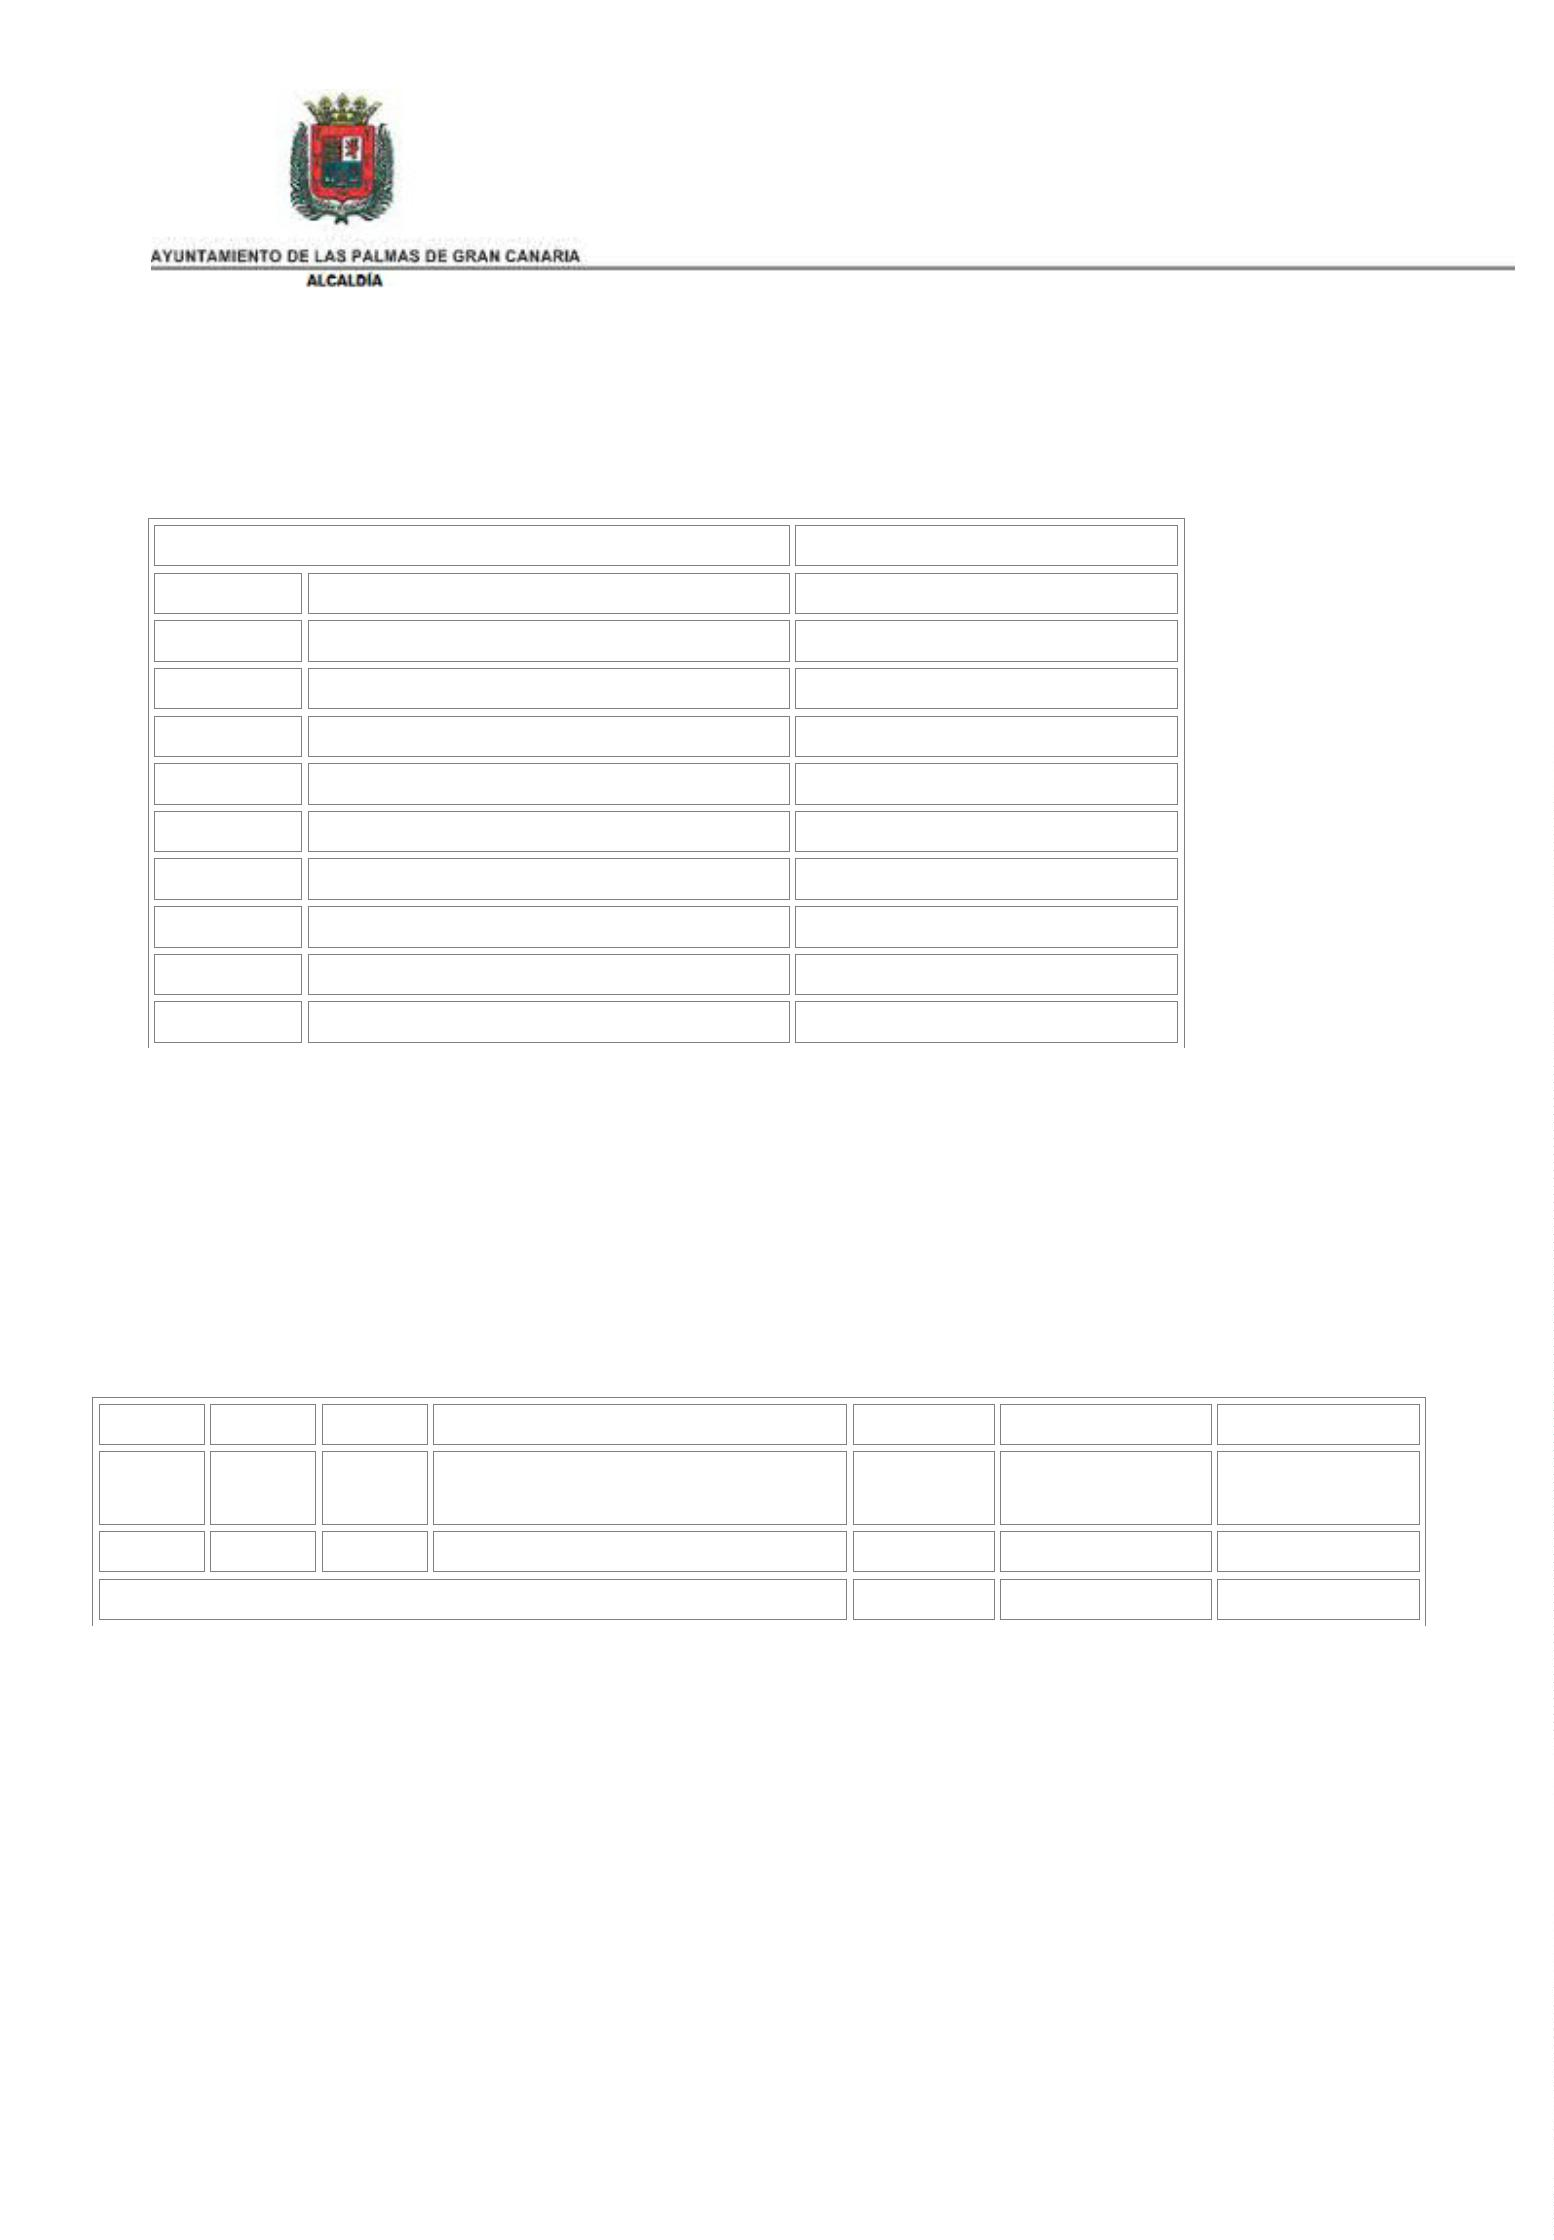 AYUNTAMIENTO DE LAS PALMAS DE GRAN CANARIA
ALCALDÍA